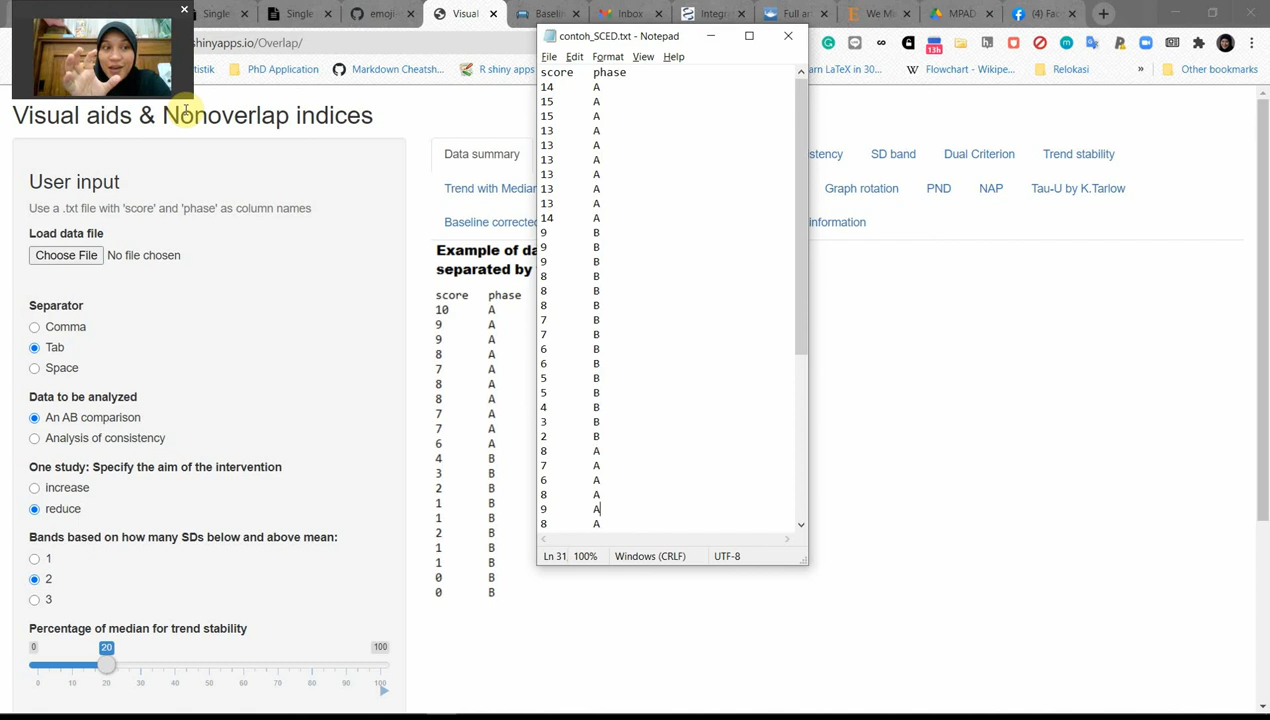 Single
Single
emoji-
Visual
Baselin
Inbox
Integri
Full ar
We Ma
MPAD
(4) Fac
shinyapps.io/Overlap/
13h
tistik
PhD Application
Markdown Cheatsh...
R shiny apps
arn LaTeX in 30...
Flowchart - Wikipe...
Relokasi
»
Other bookmarks
Visual aids & Nonoverlap indices
User input
Use a .txt file with 'score' and 'phase' as column names
Load data file
Choose File No file chosen
Separator
Comma
Tab
Space
Data to be analyzed
An AB comparison
Analysis of consistency
One study: Specify the aim of the intervention
increase
reduce
Bands based on how many SDs below and above mean:
1
2
3
Percentage of median for trend stability
0 20 100
0 10 20 30 40 50 60 70 80 90 100
Data summary
stency SD band Dual Criterion Trend stability
Trend with Median
Graph rotation PND NAP Tau-U by K.Tarlow
Baseline corrected
information
Example of da
separated by
score phase
10 A
9 A
9 A
8 A
7 A
8 A
8 A
7 A
7 A
6 A
4 B
3 B
2 B
1 B
1 B
2 B
1 B
1 B
0 B
0 B
contoh_SCED.txt - Notepad
File Edit Format View Help
score phase
14 A
15 A
15 A
13 A
13 A
13 A
13 A
13 A
13 A
14 A
9 B
9 B
9 B
8 B
8 B
8 B
7 B
7 B
6 B
6 B
5 B
5 B
4 B
3 B
2 B
8 A
7 A
6 A
8 A
9 A
8 A
Ln 31 100% Windows (CRLF) UTF-8